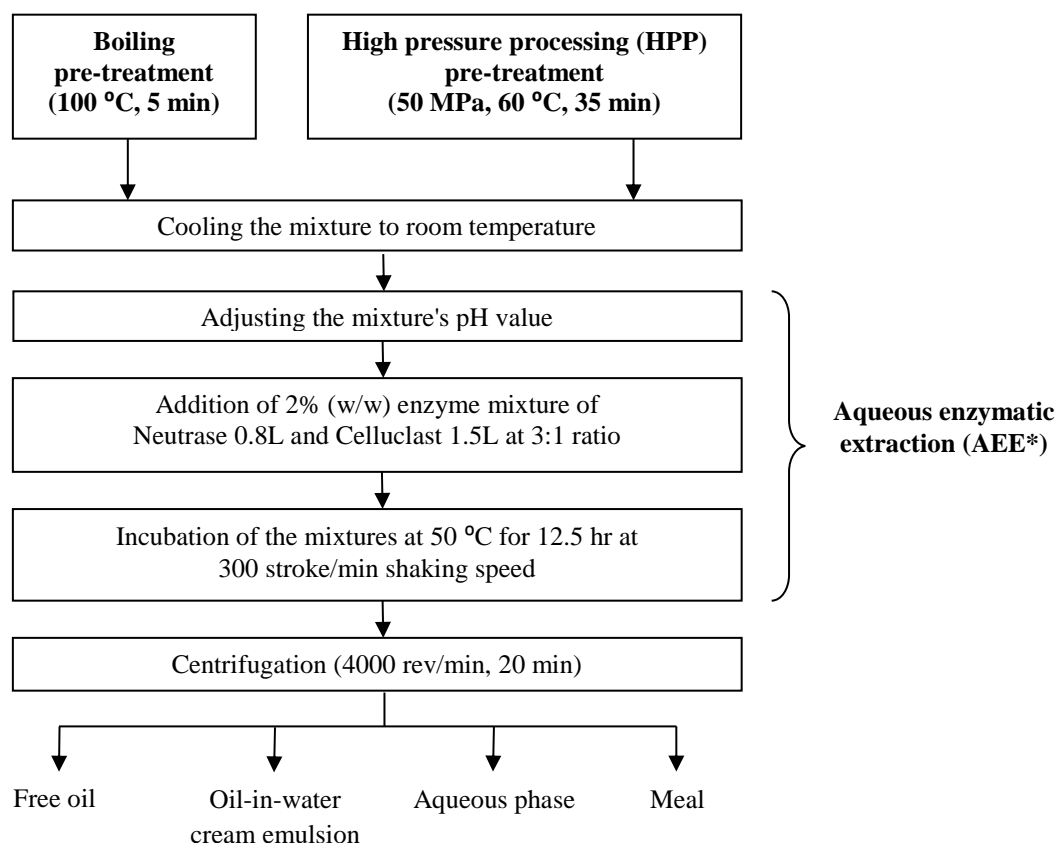 Boiling
pre-treatment
(100 ⁰C, 5 min)
High pressure processing (HPP)
pre-treatment
(50 MPa, 60 ⁰C, 35 min)
Cooling the mixture to room temperature
Adjusting the mixture's pH value
Addition of 2% (w/w) enzyme mixture of
Neutrase 0.8L and Celluclast 1.5L at 3:1 ratio
Aqueous enzymatic
extraction (AEE*)
Incubation of the mixtures at 50 ⁰C for 12.5 hr at
300 stroke/min shaking speed
Centrifugation (4000 rev/min, 20 min)
Free oil
Oil-in-water
cream emulsion
Aqueous phase
Meal